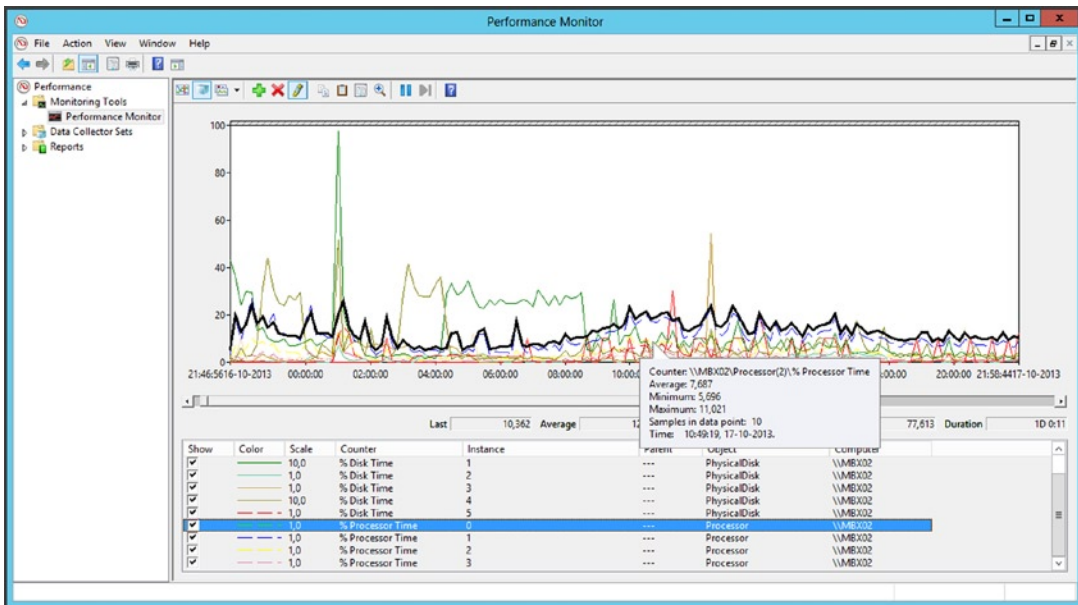 Performance Monitor
File Action View Window Help
Performance
Monitoring Tools
Performance Monitor
Data Collector Sets
Reports
100
80
60
40
20
0
21:46:5616-10-2013 00:00:00 02:00:00 04:00:00 06:00:00 08:00:00 10:00:0 :00:00 20:00:00 21:58:4417-10-2013
Counter: \\MBX02\Processor(2)\% Processor Time
Average: 7,687
Minimum: 5,696
Maximum: 11,021
Samples in data point: 10
Time: 10:49:19, 17-10-2013.
Last 10,362 Average 12 77,613 Duration 1D 0:11
Show Color Scale Counter Instance Parent Object Computer
10,0 % Disk Time 1 --- PhysicalDisk \\MBX02
1,0 % Disk Time 2 --- PhysicalDisk \\MBX02
1,0 % Disk Time 3 --- PhysicalDisk \\MBX02
10,0 % Disk Time 4 --- PhysicalDisk \\MBX02
1,0 % Disk Time 5 --- PhysicalDisk \\MBX02
1,0 % Processor Time 0 --- Processor \\MBX02
1,0 % Processor Time 1 --- Processor \\MBX02
1,0 % Processor Time 2 --- Processor \\MBX02
1,0 % Processor Time 3 --- Processor \\MBX02